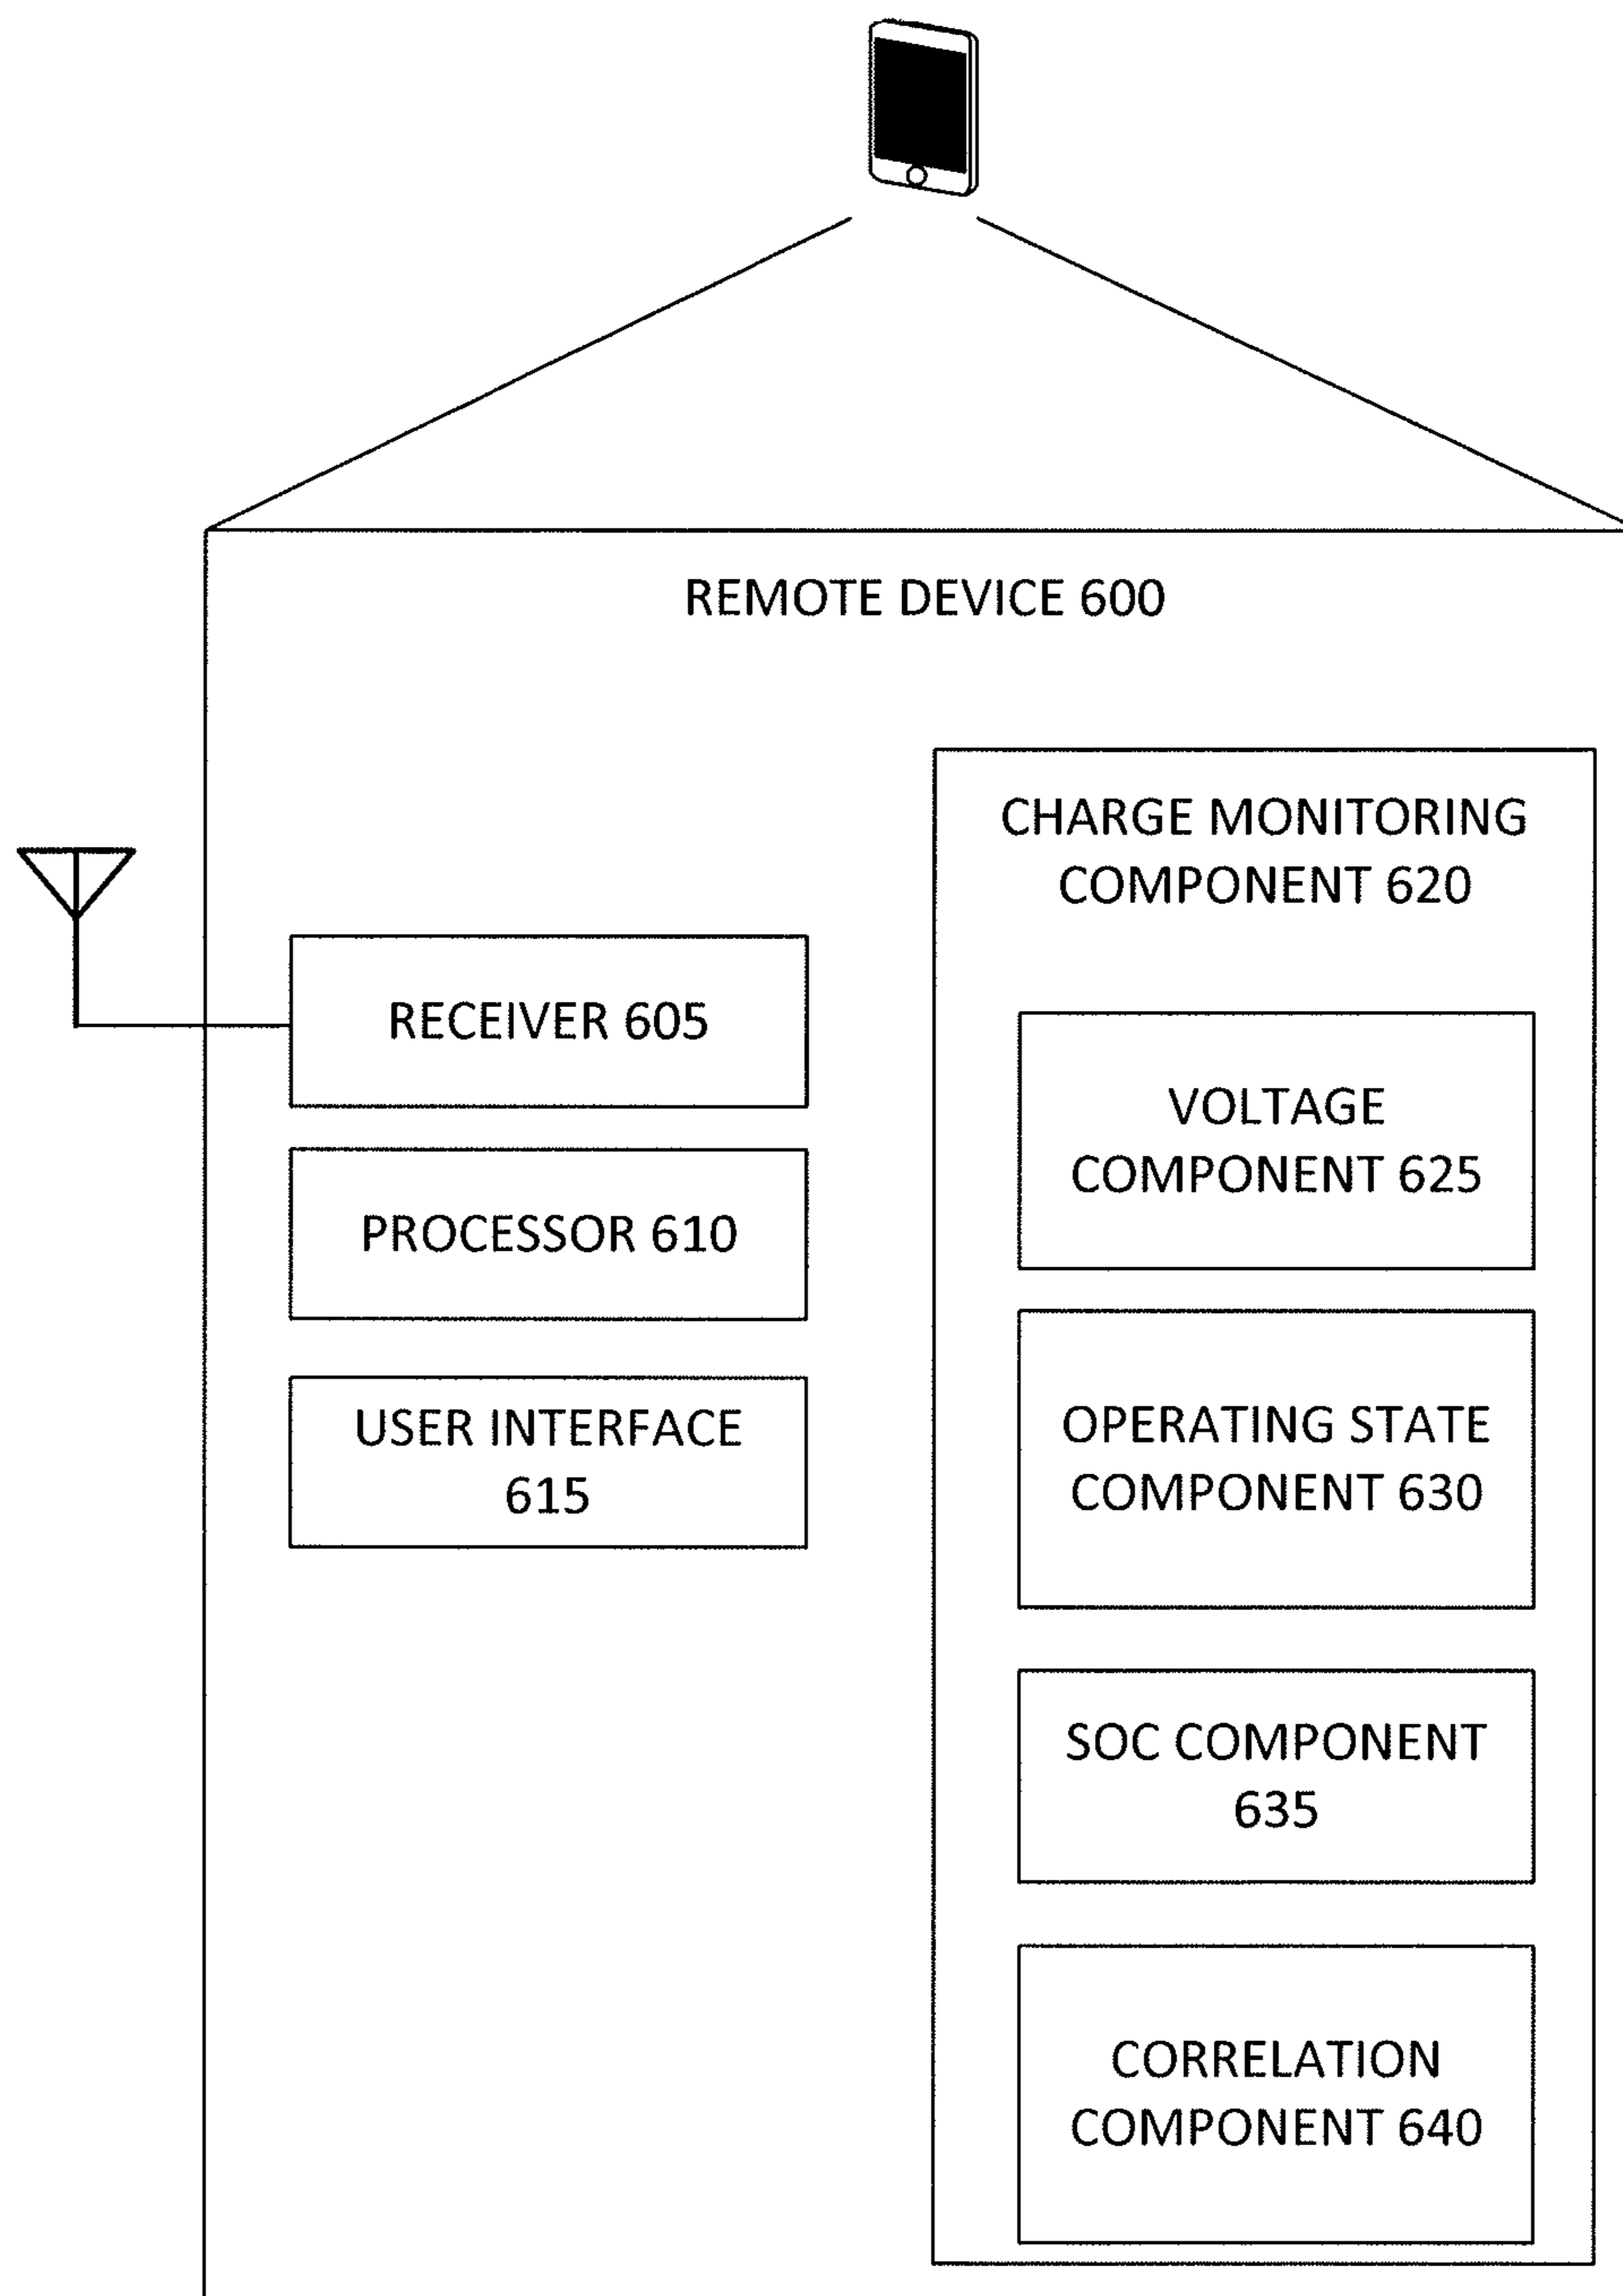 REMOTE DEVICE 600
RECEIVER 605
PROCESSOR 610
USER INTERFACE
615
CHARGE MONITORING
COMPONENT 620
VOLTAGE
COMPONENT 625
OPERATING STATE
COMPONENT 630
SOC COMPONENT
635
CORRELATION
COMPONENT 640